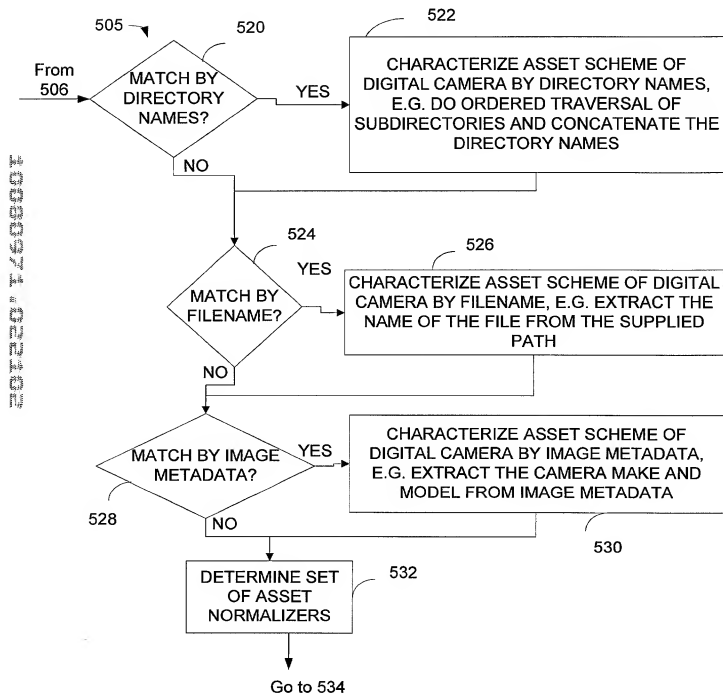 505
520
From
506
MATCH BY
DIRECTORY
NAMES?
YES
NO
522
CHARACTERIZE ASSET SCHEME OF
DIGITAL CAMERA BY DIRECTORY NAMES,
E.G. DO ORDERED TRAVERSAL OF
SUBDIRECTORIES AND CONCATENATE THE
DIRECTORY NAMES
524
MATCH BY
FILENAME?
YES
NO
526
CHARACTERIZE ASSET SCHEME OF DIGITAL
CAMERA BY FILENAME, E.G. EXTRACT THE
NAME OF THE FILE FROM THE SUPPLIED
PATH
MATCH BY IMAGE
METADATA?
YES
528
NO
CHARACTERIZE ASSET SCHEME OF
DIGITAL CAMERA BY IMAGE METADATA,
E.G. EXTRACT THE CAMERA MAKE AND
MODEL FROM IMAGE METADATA
530
DETERMINE SET
OF ASSET
NORMALIZERS
532
Go to 534